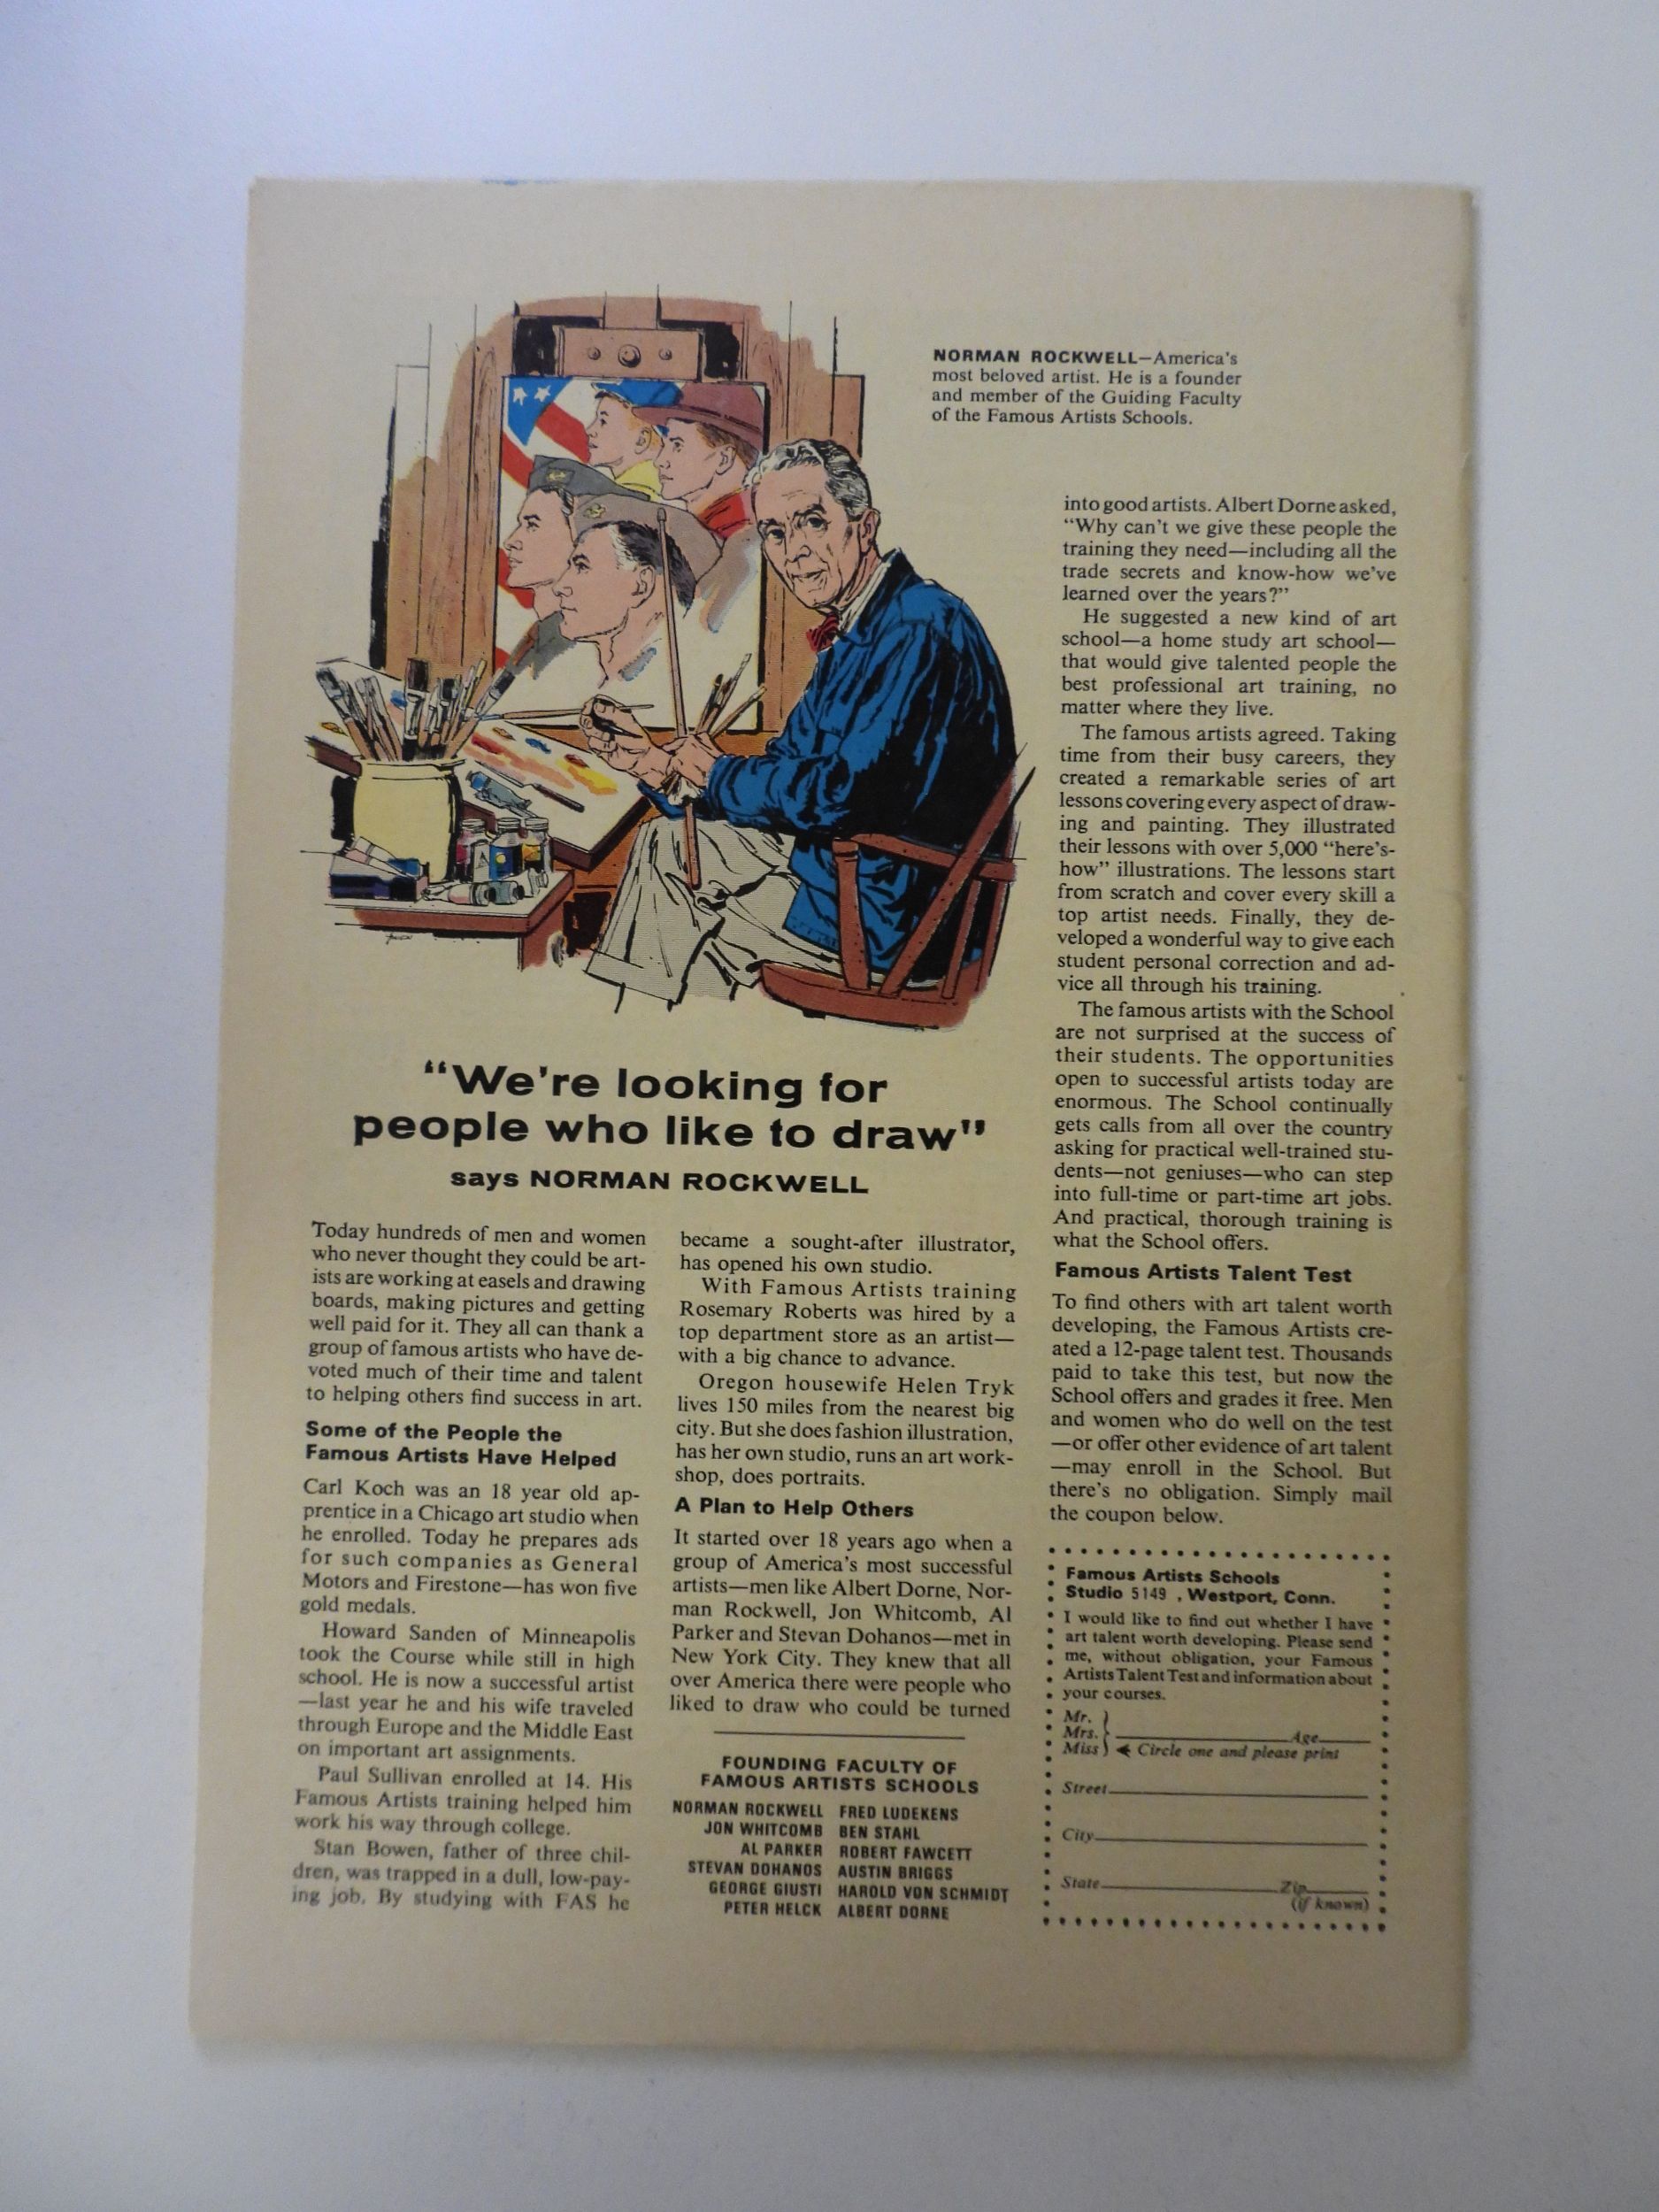 NORMAN ROCKWELL—America's
most beloved artist. He is a founder
and member of the Guiding Faculty
of the Famous Artists Schools.
"We're looking for
people who like to draw"
says NORMAN ROCKWELL
Today hundreds of men and women
who never thought they could be art-
ists are working at easels and drawing
boards, making pictures and getting
well paid for it. They all can thank a
group of famous artists who have de-
voted much of their time and talent
to helping others find success in art.
Some of the People the
Famous Artists Have Helped
Carl Koch was an 18 year old ap-
prentice in a Chicago art studio when
he enrolled. Today he prepares ads
for such companies as General
Motors and Firestone—has won five
gold medals.
Howard Sanden of Minneapolis
took the Course while still in high
school. He is now a successful artist
—last year he and his wife traveled
through Europe and the Middle East
on important art assignments.
Paul Sullivan enrolled at 14. His
Famous Artists training helped him
work his way through college.
Stan Bowen, father of three chil-
dren, was trapped in a dull, low-pay-
ing job. By studying with FAS he
became a sought-after illustrator,
has opened his own studio.
With Famous Artists training
Rosemary Roberts was hired by a
top department store as an artist—
with a big chance to advance.
Oregon housewife Helen Tryk
lives 150 miles from the nearest big
city. But she does fashion illustration,
has her own studio, runs an art work-
shop, does portraits.
A Plan to Help Others
It started over 18 years ago when a
group of America's most successful
artists—men like Albert Dorne, Nor-
man Rockwell, Jon Whitcomb, Al
Parker and Stevan Dohanos—met in
New York City. They knew that all
over America there were people who
liked to draw who could be turned
FOUNDING FACULTY OF
FAMOUS ARTISTS SCHOOLS
NORMAN ROCKWELL FRED LUDEKENS
JON WHITCOMB BEN STAHL
AL PARKER ROBERT FAWCETT
STEVAN DOHANOS AUSTIN BRIGGS
GEORGE GIUSTI HAROLD VON SCHMIDT
PETER HELCK ALBERT DORNE
into good artists. Albert Dorne asked,
"Why can't we give these people the
training they need—including all the
trade secrets and know-how we've
learned over the years?"
He suggested a new kind of art
school—a home study art school—
that would give talented people the
best professional art training, no
matter where they live.
The famous artists agreed. Taking
time from their busy careers, they
created a remarkable series of art
lessons covering every aspect of draw-
ing and painting. They illustrated
their lessons with over 5,000 "here's-
how" illustrations. The lessons start
from scratch and cover every skill a
top artist needs. Finally, they de-
veloped a wonderful way to give each
student personal correction and ad-
vice all through his training.
The famous artists with the School
are not surprised at the success of
their students. The opportunities
open to successful artists today are
enormous. The School continually
gets calls from all over the country
asking for practical well-trained stu-
dents—not geniuses—who can step
into full-time or part-time art jobs.
And practical, thorough training is
what the School offers.
Famous Artists Talent Test
To find others with art talent worth
developing, the Famous Artists cre-
ated a 12-page talent test. Thousands
paid to take this test, but now the
School offers and grades it free. Men
and women who do well on the test
—or offer other evidence of art talent
—may enroll in the School. But
there's no obligation. Simply mail
the coupon below.
Famous Artists Schools
Studio 5149 , Westport, Conn.
I would like to find out whether I have
art talent worth developing. Please send
me, without obligation, your Famous
Artists Talent Test and information about
your courses.
Mr.
Mrs. Age
Miss Circle one and please print
Street
City
State Zip
(if known)